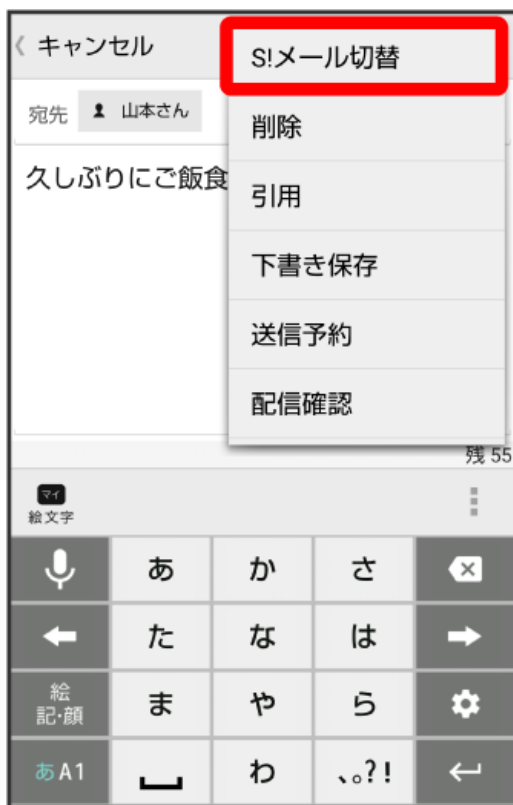 キャンセル
S!メール切替
宛先 山本さん
削除
久しぶりにご飯食
引用
下書き保存
送信予約
配信確認
残 55
マイ
絵文字
あ か さ
た な は
絵
記・顔 ま や ら
あA1 わ 、。?!